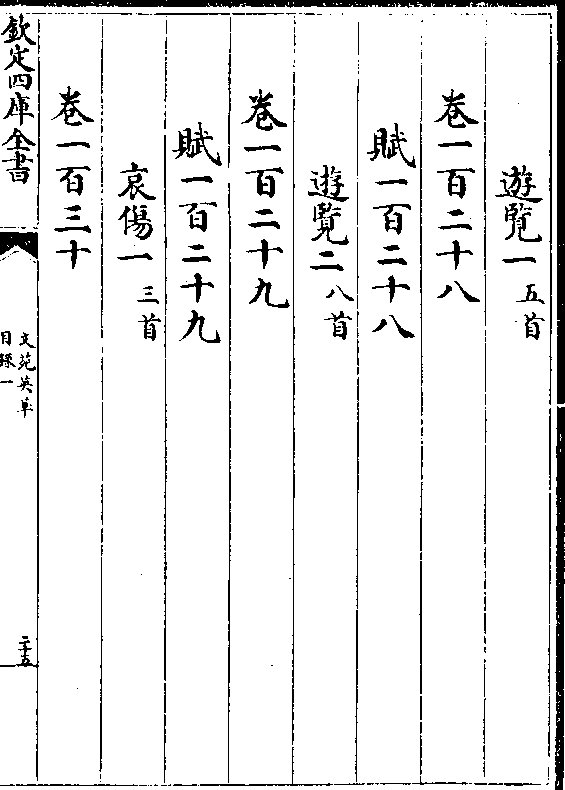 遊覽一五首
卷一百二十八
賦一百二十八
遊覽二八首
卷一百二十九
賦一百二十九
哀傷一三首
卷一百三十
欽定四庫全書
文苑英華
目録一
二十五